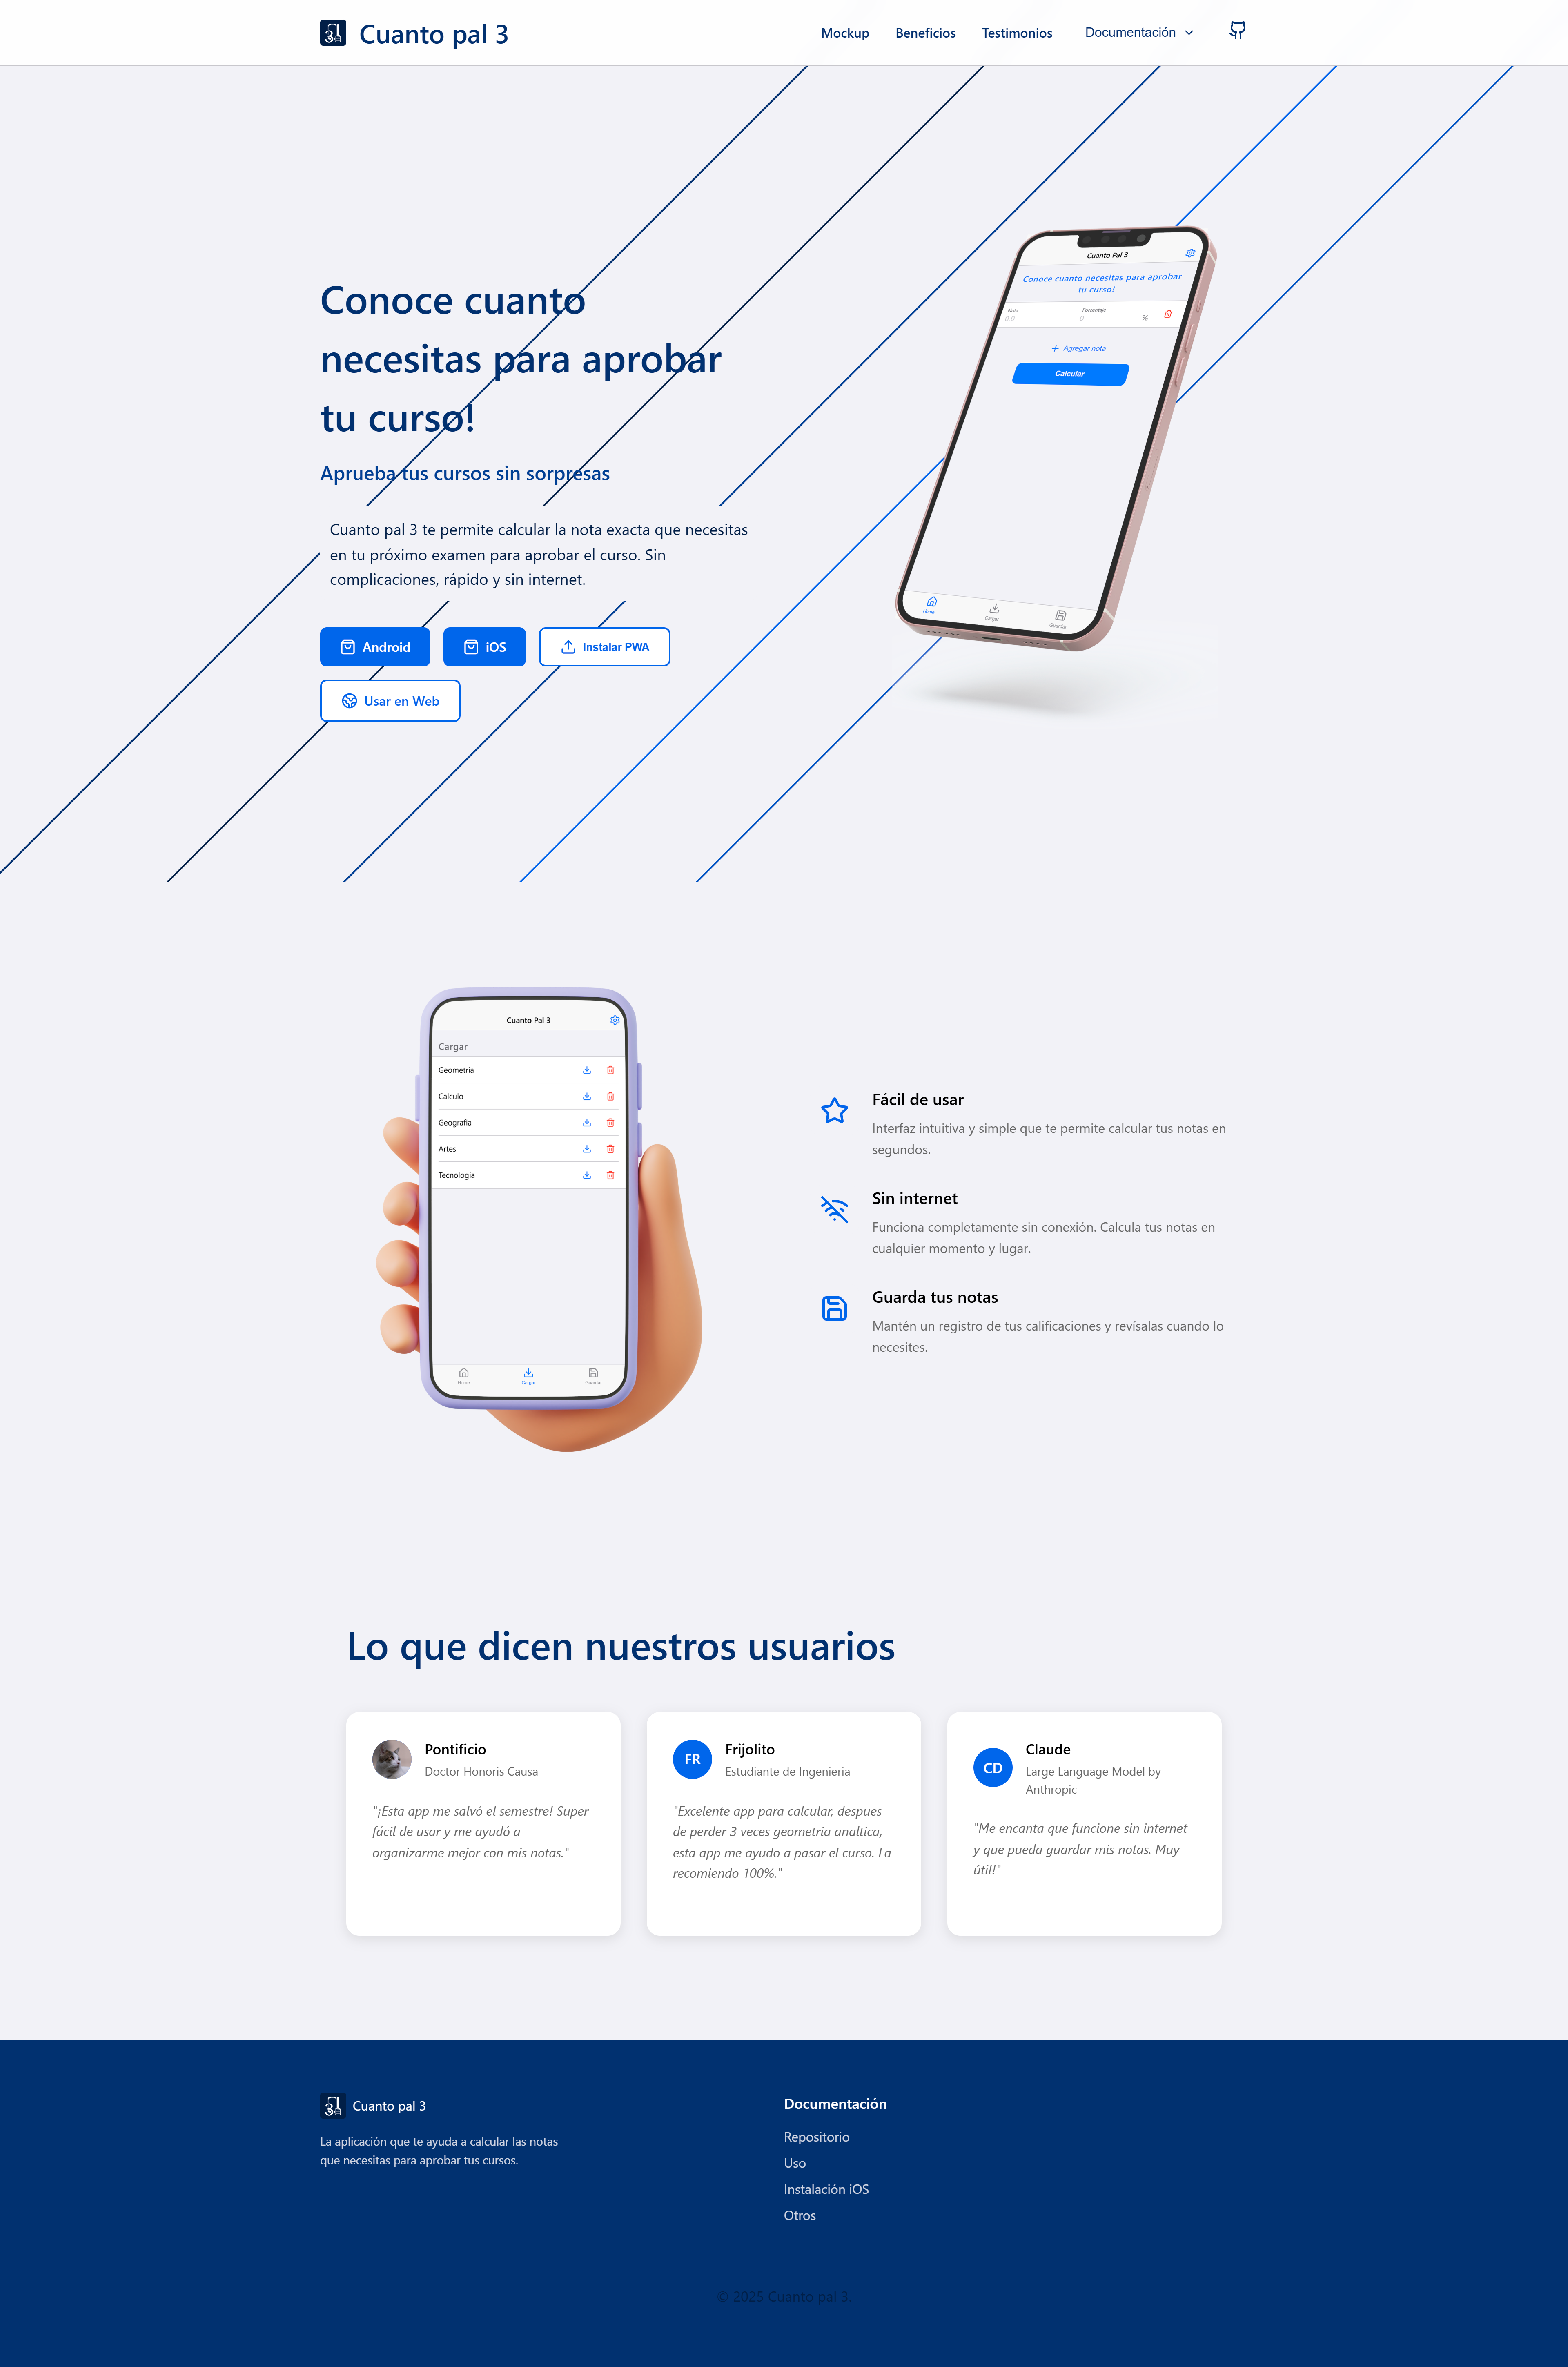 Cuanto pal 3
Mockup
Beneficios
Testimonios
Documentación
Conoce cuanto
necesitas para aprobar
tu curso!
Aprueba tus cursos sin sorpresas
Cuanto pal 3 te permite calcular la nota exacta que necesitas
en tu próximo examen para aprobar el curso. Sin
complicaciones, rápido y sin internet.
Android
iOS
Instalar PWA
Usar en Web
Cuanto Pal 3
Conoce cuanto necesitas para aprobar
tu curso!
Nota
0.0
Porcentaje
0
%
Agregar nota
Calcular
Home
Cargar
Guardar
Cuanto Pal 3
Cargar
Geometria
Calculo
Geografia
Artes
Tecnologia
Home
Cargar
Guardar
Fácil de usar
Interfaz intuitiva y simple que te permite calcular tus notas en
segundos.
Sin internet
Funciona completamente sin conexión. Calcula tus notas en
cualquier momento y lugar.
Guarda tus notas
Mantén un registro de tus calificaciones y revísalas cuando lo
necesites.
Lo que dicen nuestros usuarios
Pontificio
Doctor Honoris Causa
"¡Esta app me salvó el semestre! Super
fácil de usar y me ayudó a
organizarme mejor con mis notas."
FR
Frijolito
Estudiante de Ingenieria
"Excelente app para calcular, despues
de perder 3 veces geometria analtica,
esta app me ayudo a pasar el curso. La
recomiendo 100%."
CD
Claude
Large Language Model by
Anthropic
"Me encanta que funcione sin internet
y que pueda guardar mis notas. Muy
útil!"
Cuanto pal 3
La aplicación que te ayuda a calcular las notas
que necesitas para aprobar tus cursos.
Documentación
Repositorio
Uso
Instalación iOS
Otros
© 2025 Cuanto pal 3.